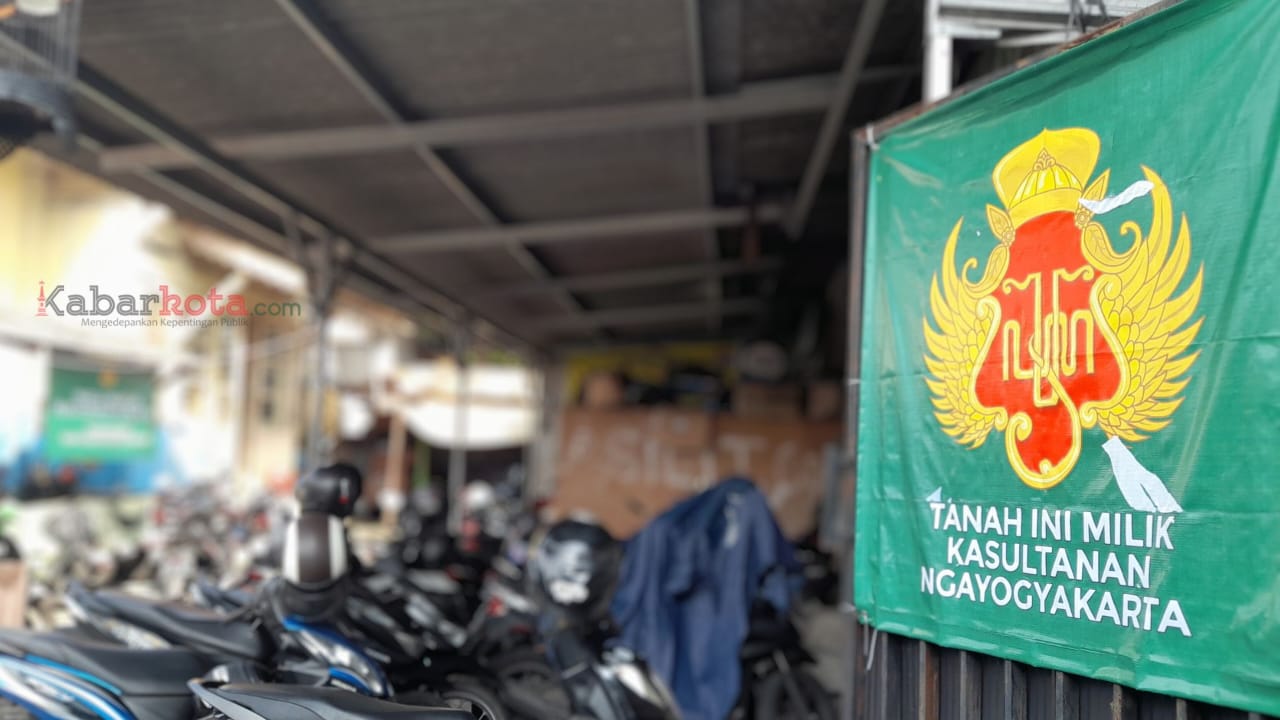 Kabarkota.com
Mengedepankan Kepentingan Publik
TANAH INI MILIK
KASULTANAN
NGAYOGYAKARTA